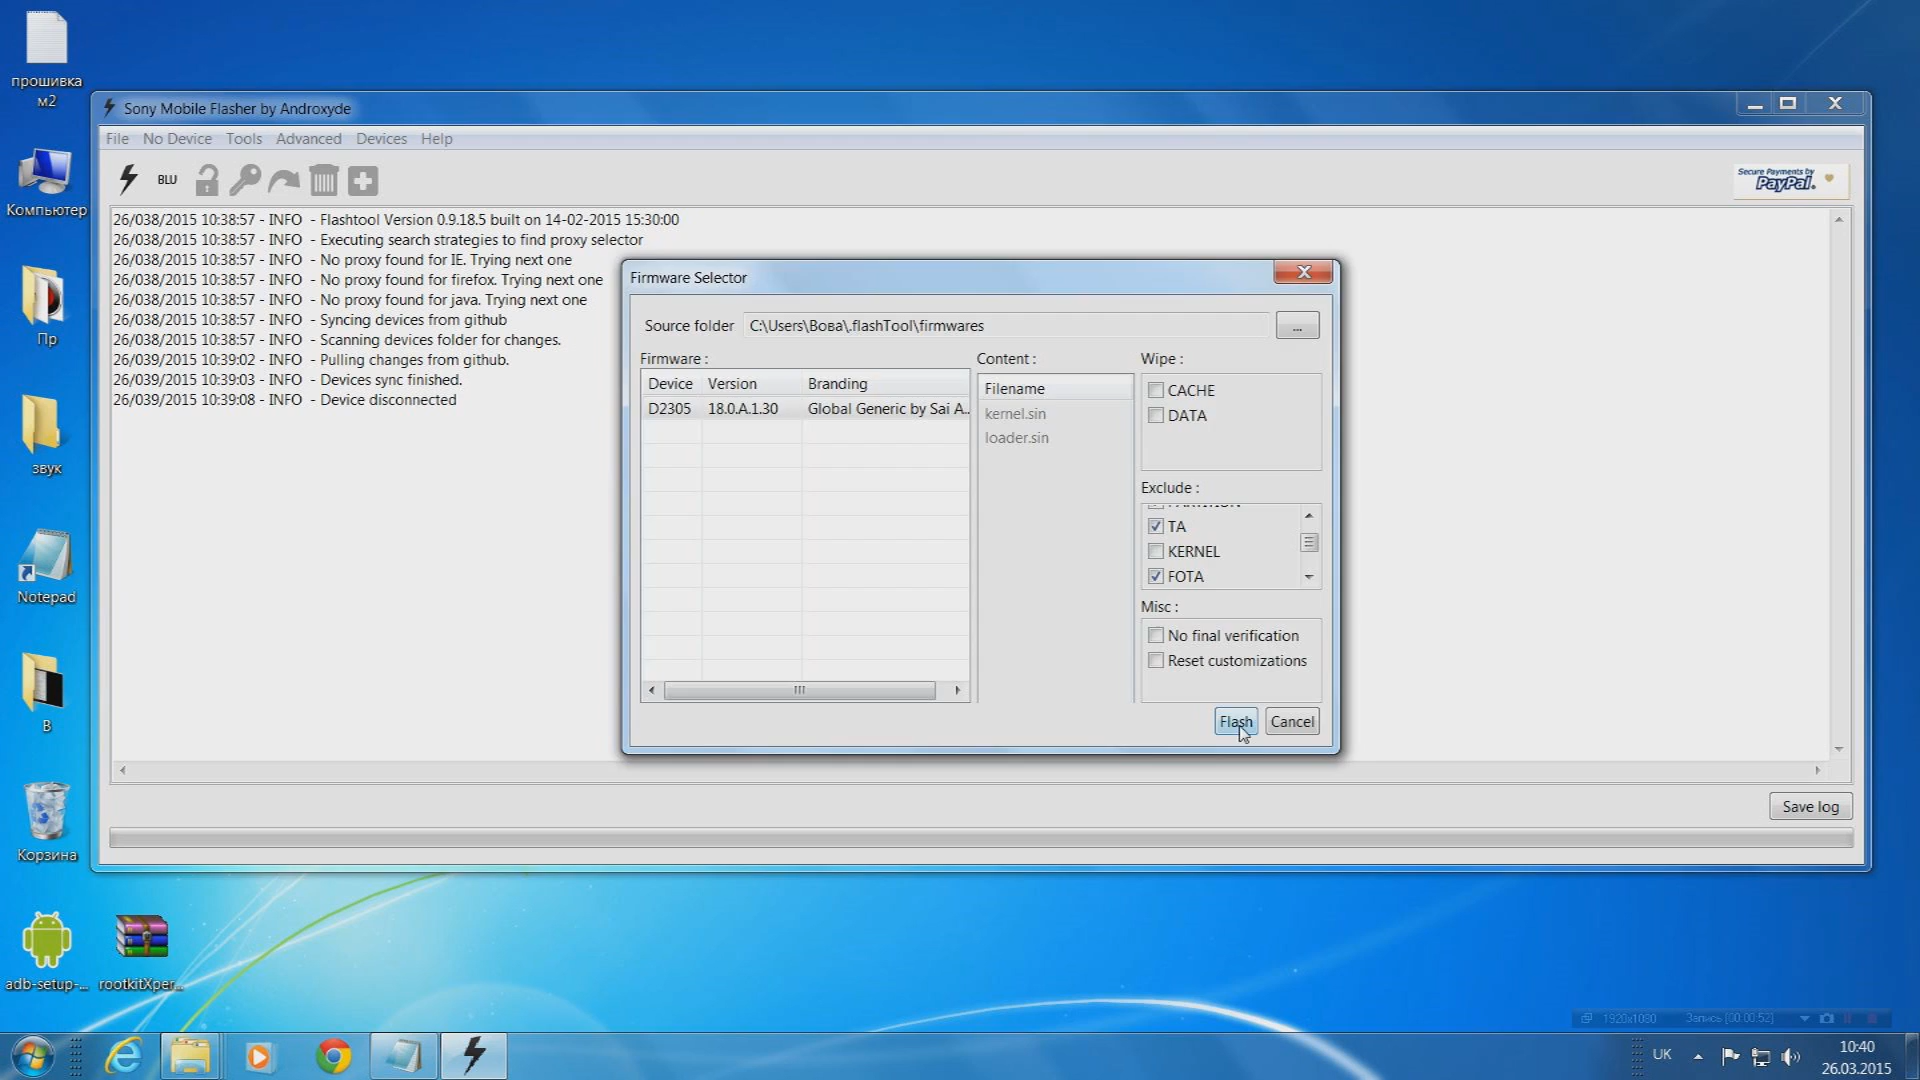 прошивка
м2
Компьютер
Пр
звук
Notepad
В
Корзина
adb-setup-...
rootkitXper...
Sony Mobile Flasher by Androxyde
File No Device Tools Advanced Devices Help
BLU
Secure Payments by
PayPal.
26/038/2015 10:38:57 - INFO - Flashtool Version 0.9.18.5 built on 14-02-2015 15:30:00
26/038/2015 10:38:57 - INFO - Executing search strategies to find proxy selector
26/038/2015 10:38:57 - INFO - No proxy found for IE. Trying next one
26/038/2015 10:38:57 - INFO - No proxy found for firefox. Trying next one
26/038/2015 10:38:57 - INFO - No proxy found for java. Trying next one
26/038/2015 10:38:57 - INFO - Syncing devices from github
26/038/2015 10:38:57 - INFO - Scanning devices folder for changes.
26/039/2015 10:39:02 - INFO - Pulling changes from github.
26/039/2015 10:39:03 - INFO - Devices sync finished.
26/039/2015 10:39:08 - INFO - Device disconnected
Firmware Selector
Source folder C:\Users\Вова\.flashTool\firmwares ...
Firmware :
Device Version Branding
D2305 18.0.A.1.30 Global Generic by Sai A...
Content :
Filename
kernel.sin
loader.sin
Wipe :
CACHE
DATA
Exclude :
PARTITION
TA
KERNEL
FOTA
Misc :
No final verification
Reset customizations
Flash Cancel
Save log
1920x1080 Запись [00:00:52]
UK
10:40
26.03.2015